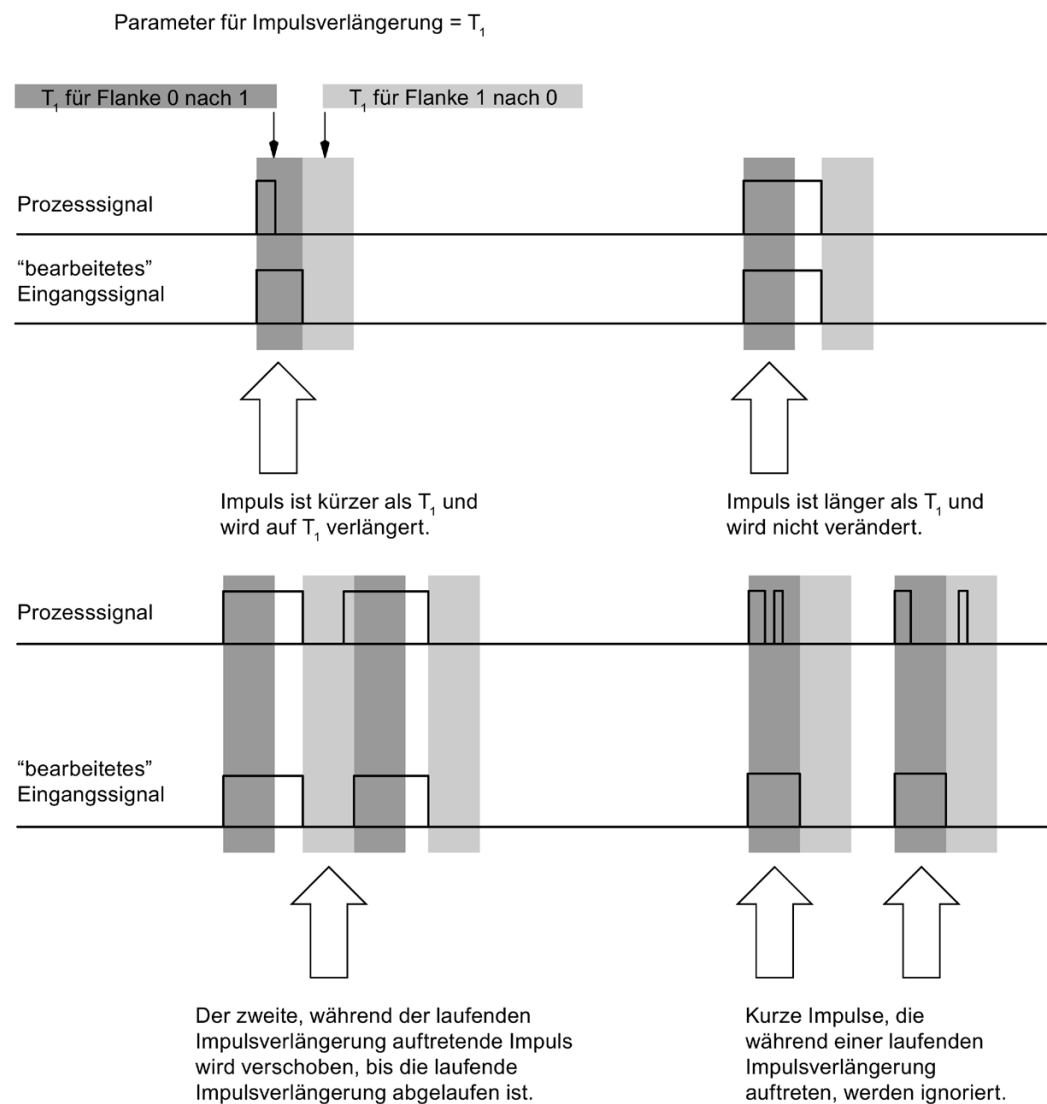 Parameter für Impulsverlängerung = T₁
T₁ für Flanke 0 nach 1
T₁ für Flanke 1 nach 0
Prozesssignal
“bearbeitetes”
Eingangssignal
Impuls ist kürzer als T₁ und
wird auf T₁ verlängert.
Impuls ist länger als T₁ und
wird nicht verändert.
Prozesssignal
“bearbeitetes”
Eingangssignal
Der zweite, während der laufenden
Impulsverlängerung auftretende Impuls
wird verschoben, bis die laufende
Impulsverlängerung abgelaufen ist.
Kurze Impulse, die
während einer laufenden
Impulsverlängerung
auftreten, werden ignoriert.